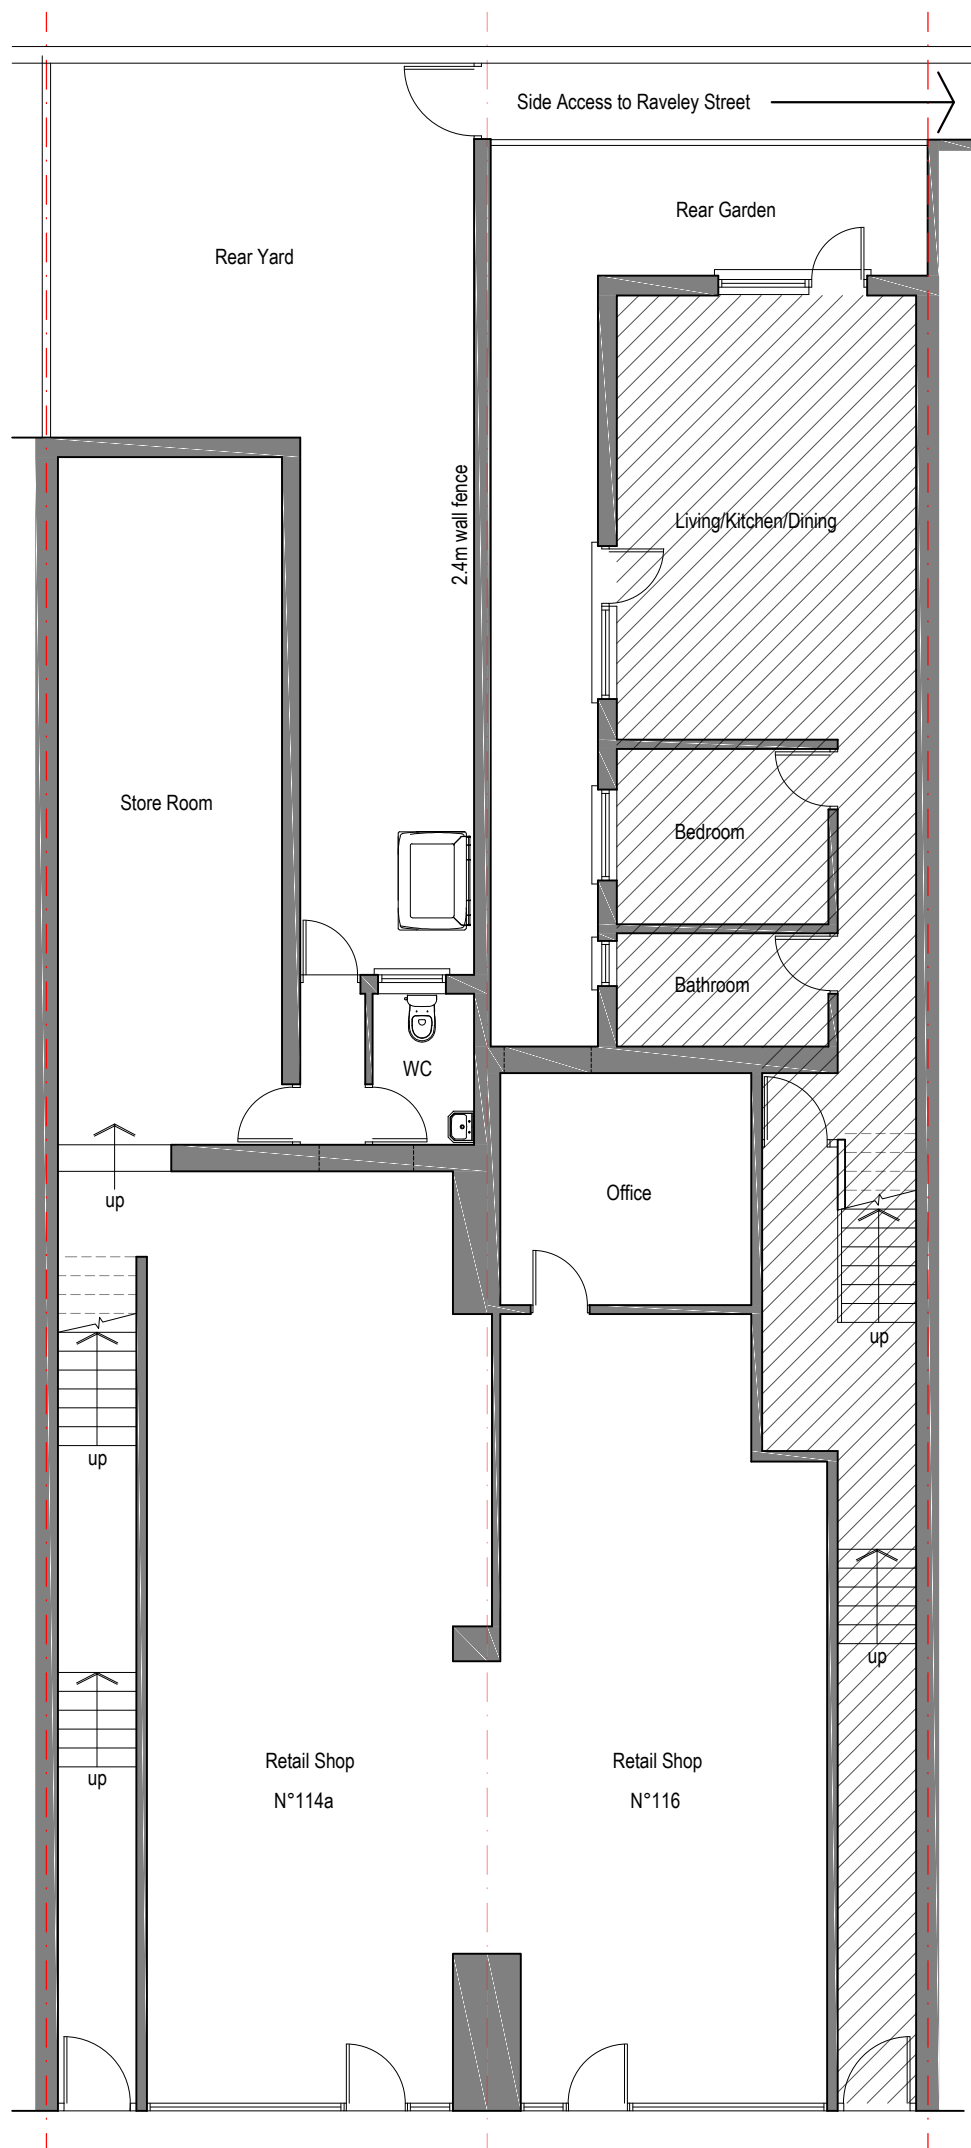 Side Access to Raveley Street
Rear Garden
Rear Yard
2.4m wall fence
Living/Kitchen/Dining
Store Room
Bedroom
Bathroom
WC
Office
up
up
up
up
up
Retail Shop
N°114a
Retail Shop
N°116